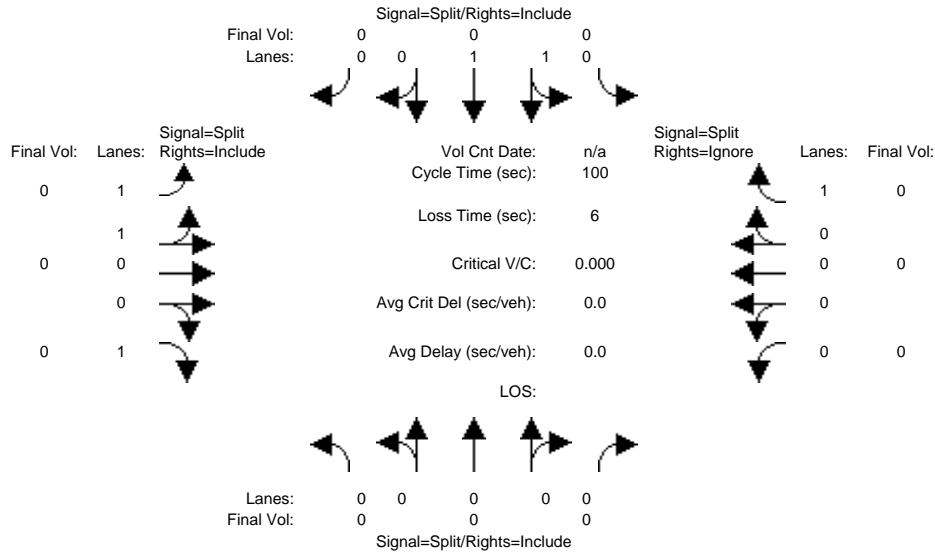 Signal=Split/Rights=Include
Final Vol: 0 0 0
Lanes: 0 0 1 1 0
Signal=Split Signal=Split
Final Vol: Lanes: Rights=Include Vol Cnt Date: n/a Rights=Ignore Lanes: Final Vol:
Cycle Time (sec): 100
0 1 1 0
Loss Time (sec): 6
1 0
0 0 Critical V/C: 0.000 0 0
0 Avg Crit Del (sec/veh): 0.0 0
0 1 Avg Delay (sec/veh): 0.0 0 0
LOS:
Lanes: 0 0 0 0 0
Final Vol: 0 0 0
Signal=Split/Rights=Include